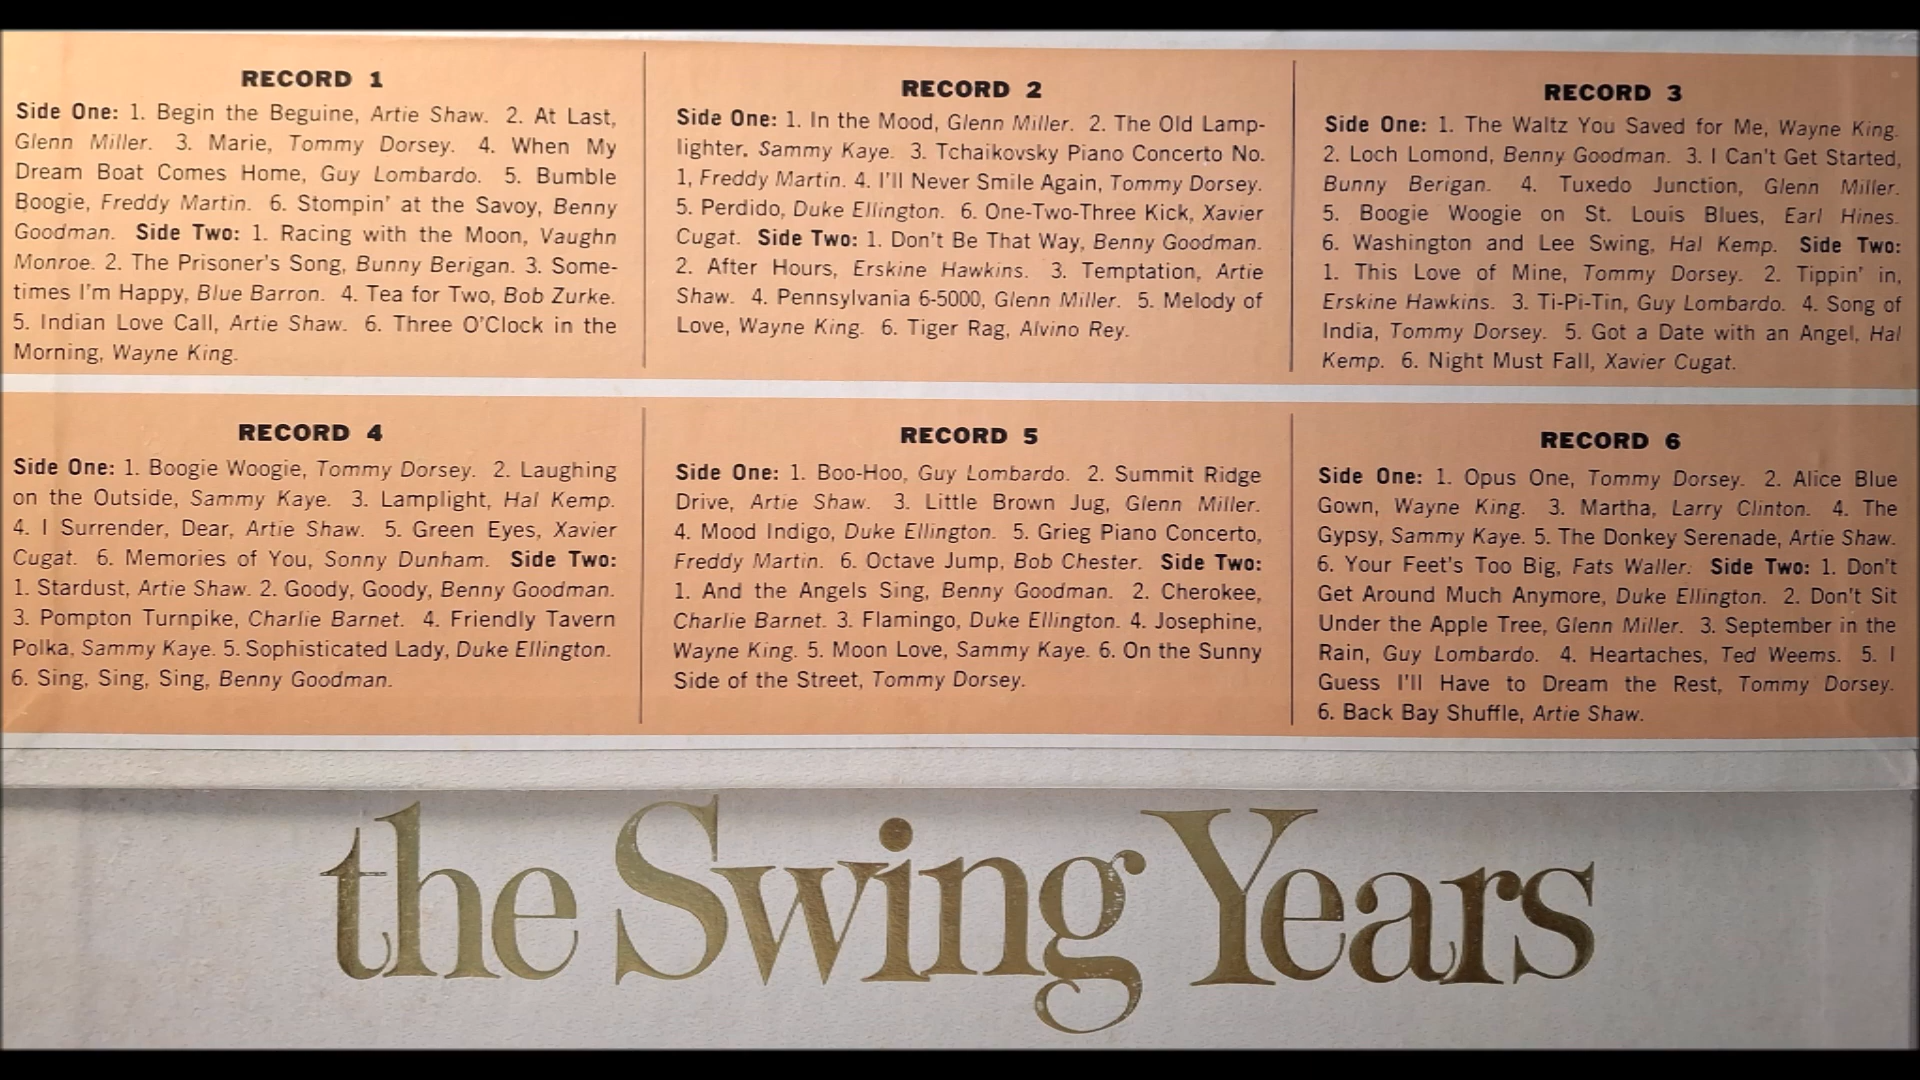 RECORD 1
Side One: 1. Begin the Beguine, Artie Shaw. 2. At Last,
Glenn Miller. 3. Marie, Tommy Dorsey. 4. When My
Dream Boat Comes Home, Guy Lombardo. 5. Bumble
Boogie, Freddy Martin. 6. Stompin' at the Savoy, Benny
Goodman. Side Two: 1. Racing with the Moon, Vaughn
Monroe. 2. The Prisoner's Song, Bunny Berigan. 3. Some-
times I'm Happy, Blue Barron. 4. Tea for Two, Bob Zurke.
5. Indian Love Call, Artie Shaw. 6. Three O'Clock in the
Morning, Wayne King.
RECORD 2
Side One: 1. In the Mood, Glenn Miller. 2. The Old Lamp-
lighter, Sammy Kaye. 3. Tchaikovsky Piano Concerto No.
1, Freddy Martin. 4. I'll Never Smile Again, Tommy Dorsey.
5. Perdido, Duke Ellington. 6. One-Two-Three Kick, Xavier
Cugat. Side Two: 1. Don't Be That Way, Benny Goodman.
2. After Hours, Erskine Hawkins. 3. Temptation, Artie
Shaw. 4. Pennsylvania 6-5000, Glenn Miller. 5. Melody of
Love, Wayne King. 6. Tiger Rag, Alvino Rey.
RECORD 3
Side One: 1. The Waltz You Saved for Me, Wayne King.
2. Loch Lomond, Benny Goodman. 3. I Can't Get Started,
Bunny Berigan. 4. Tuxedo Junction, Glenn Miller.
5. Boogie Woogie on St. Louis Blues, Earl Hines.
6. Washington and Lee Swing, Hal Kemp. Side Two:
1. This Love of Mine, Tommy Dorsey. 2. Tippin' in,
Erskine Hawkins. 3. Ti-Pi-Tin, Guy Lombardo. 4. Song of
India, Tommy Dorsey. 5. Got a Date with an Angel, Hal
Kemp. 6. Night Must Fall, Xavier Cugat.
RECORD 4
Side One: 1. Boogie Woogie, Tommy Dorsey. 2. Laughing
on the Outside, Sammy Kaye. 3. Lamplight, Hal Kemp.
4. I Surrender, Dear, Artie Shaw. 5. Green Eyes, Xavier
Cugat. 6. Memories of You, Sonny Dunham. Side Two:
1. Stardust, Artie Shaw. 2. Goody, Goody, Benny Goodman.
3. Pompton Turnpike, Charlie Barnet. 4. Friendly Tavern
Polka, Sammy Kaye. 5. Sophisticated Lady, Duke Ellington.
6. Sing, Sing, Sing, Benny Goodman.
RECORD 5
Side One: 1. Boo-Hoo, Guy Lombardo. 2. Summit Ridge
Drive, Artie Shaw. 3. Little Brown Jug, Glenn Miller.
4. Mood Indigo, Duke Ellington. 5. Grieg Piano Concerto,
Freddy Martin. 6. Octave Jump, Bob Chester. Side Two:
1. And the Angels Sing, Benny Goodman. 2. Cherokee,
Charlie Barnet. 3. Flamingo, Duke Ellington. 4. Josephine,
Wayne King. 5. Moon Love, Sammy Kaye. 6. On the Sunny
Side of the Street, Tommy Dorsey.
RECORD 6
Side One: 1. Opus One, Tommy Dorsey. 2. Alice Blue
Gown, Wayne King. 3. Martha, Larry Clinton. 4. The
Gypsy, Sammy Kaye. 5. The Donkey Serenade, Artie Shaw.
6. Your Feet's Too Big, Fats Waller. Side Two: 1. Don't
Get Around Much Anymore, Duke Ellington. 2. Don't Sit
Under the Apple Tree, Glenn Miller. 3. September in the
Rain, Guy Lombardo. 4. Heartaches, Ted Weems. 5. I
Guess I'll Have to Dream the Rest, Tommy Dorsey.
6. Back Bay Shuffle, Artie Shaw.
the Swing Years